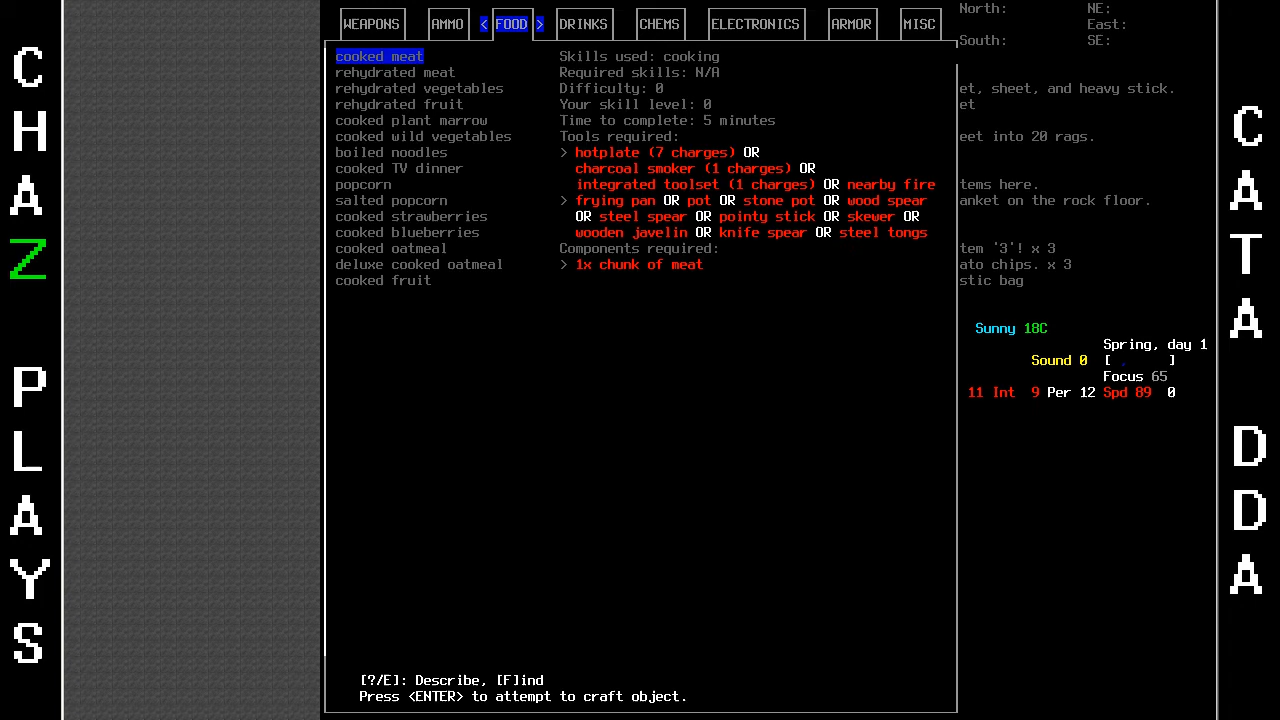 CHAZ PLAYS
WEAPONS AMMO < FOOD > DRINKS CHEMS ELECTRONICS ARMOR MISC
cooked meat
rehydrated meat
rehydrated vegetables
rehydrated fruit
cooked plant marrow
cooked wild vegetables
boiled noodles
cooked TV dinner
popcorn
salted popcorn
cooked strawberries
cooked blueberries
cooked oatmeal
deluxe cooked oatmeal
cooked fruit
Skills used: cooking
Required skills: N/A
Difficulty: 0
Your skill level: 0
Time to complete: 5 minutes
Tools required:
> hotplate (7 charges) OR
charcoal smoker (1 charges) OR
integrated toolset (1 charges) OR nearby fire
> frying pan OR pot OR stone pot OR wood spear
OR steel spear OR pointy stick OR skewer OR
wooden javelin OR knife spear OR steel tongs
Components required:
> 1x chunk of meat
[?/E]: Describe, [F]ind
Press <ENTER> to attempt to craft object.
North: NE:
East:
South: SE:
et, sheet, and heavy stick.
et
eet into 20 rags.
tems here.
anket on the rock floor.
tem '3'! x 3
ato chips. x 3
stic bag
Sunny 18C
Spring, day 1
Sound 0 [ . ]
Focus 65
11 Int 9 Per 12 Spd 89 0
CATA DDA